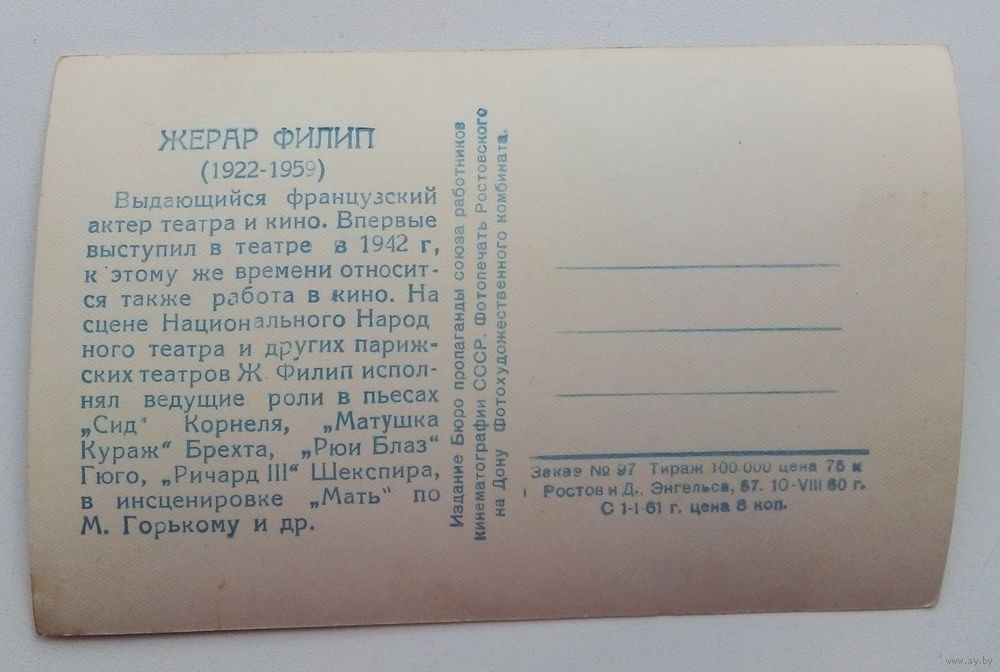 ЖЕРАР ФИЛИП
(1922-1959)
Выдающийся французский
актер театра и кино. Впервые
выступил в театре в 1942 г,
к этому же времени относит-
ся также работа в кино. На
сцене Национального Народ
ного театра и других париж-
ских театров Ж. Филип испол-
нял ведущие роли в пьесах
„Сид" Корнеля, „Матушка
Кураж" Брехта, „Рюи Блаз"
Гюго, „Ричард III" Шекспира,
в инсценировке „Мать" по
М. Горькому и др.
Издание Бюро пропаганды союза работников
кинематографии СССР. Фотопечать Ростовского
на Дону Фотохудожественного комбината.
Заказ № 97 Тираж 100 000 цена 75 к
г Ростов н Д., Энгельса, 57. 10-VIII 60 г.
С 1-I-61 г. цена 8 коп.
www.ay.by